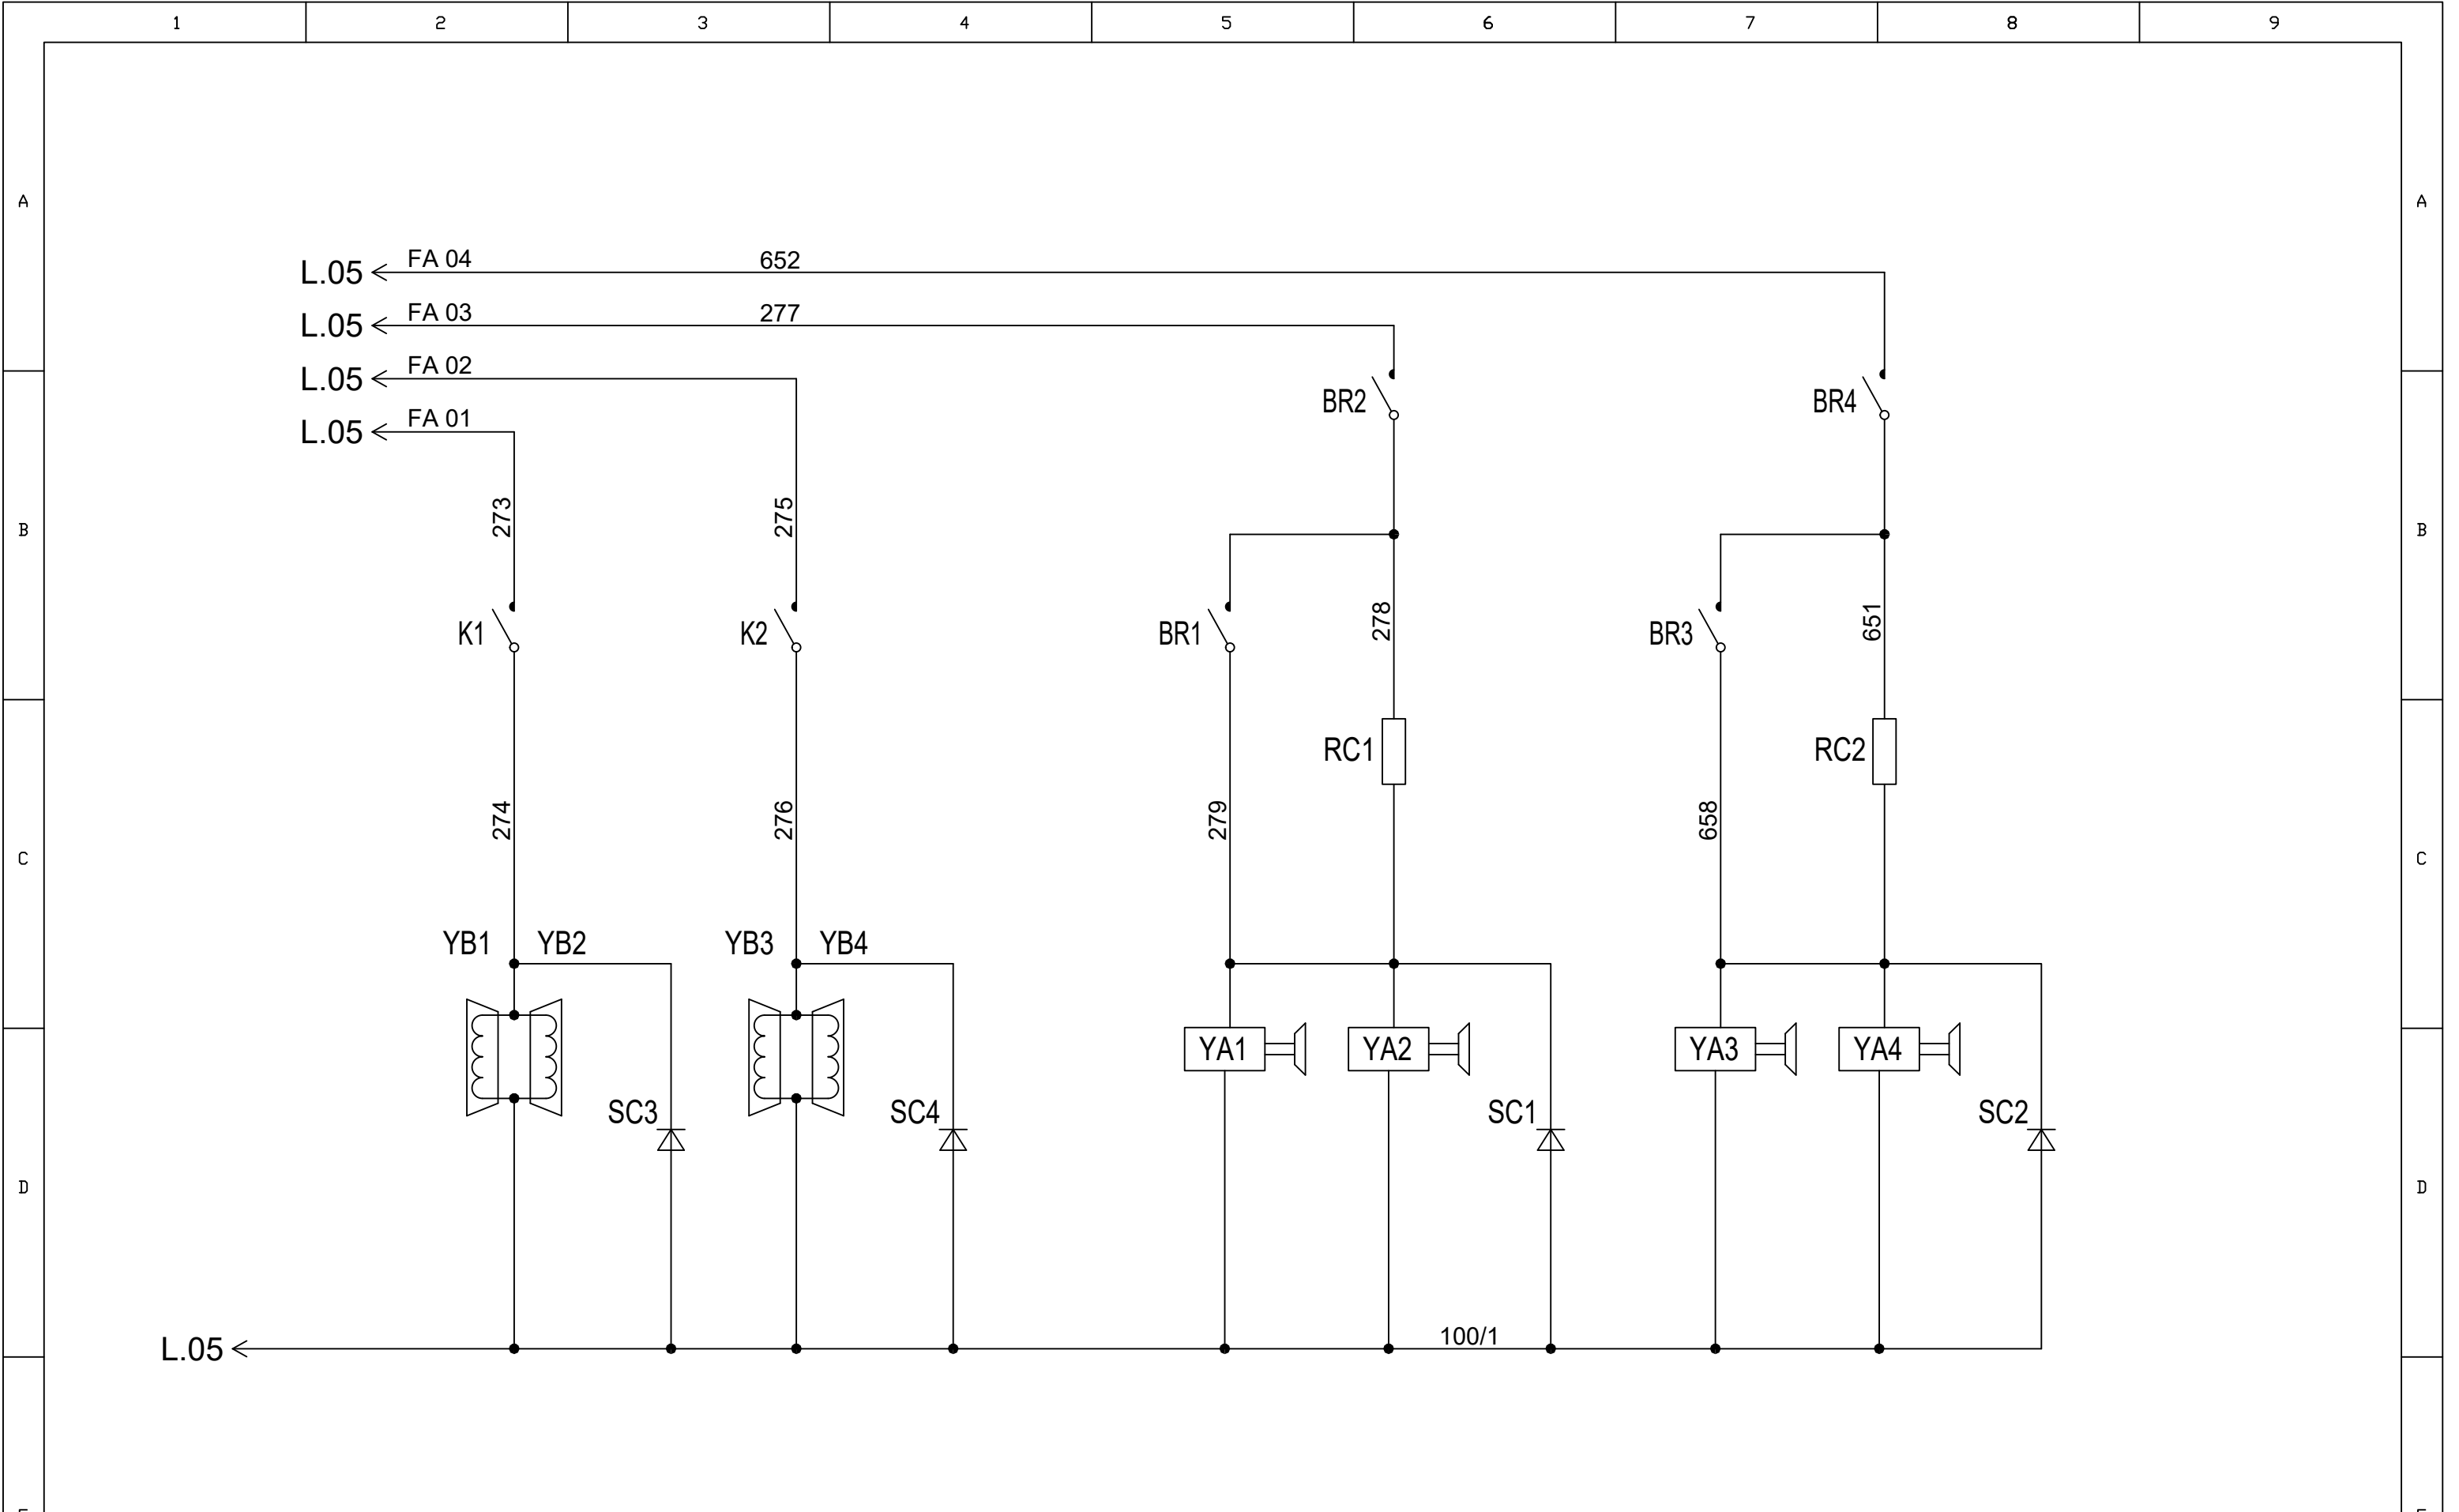 1 2 3 4 5 6 7 8 9
A A
L.05 FA 04 652
L.05 FA 03 277
L.05 FA 02
BR2 BR4
L.05 FA 01
273 275
B B
K1 K2 BR1 278 BR3 651
RC1 RC2
274 276 279 658
C C
YB1 YB2 YB3 YB4
YA1 YA2 YA3 YA4
SC3 SC4 SC1 SC2
D D
100/1
L.05